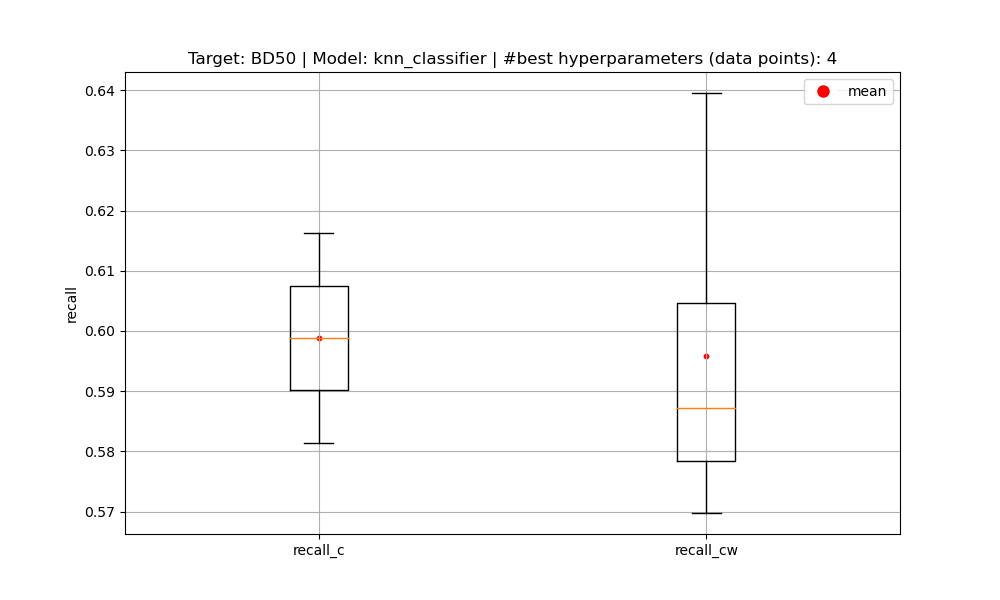 Target: BD50 | Model: knn_classifier | #best hyperparameters (data points): 4
mean
0.64
0.63
0.62
0.61
0.60
0.59
0.58
0.57
recall
recall_c
recall_cw